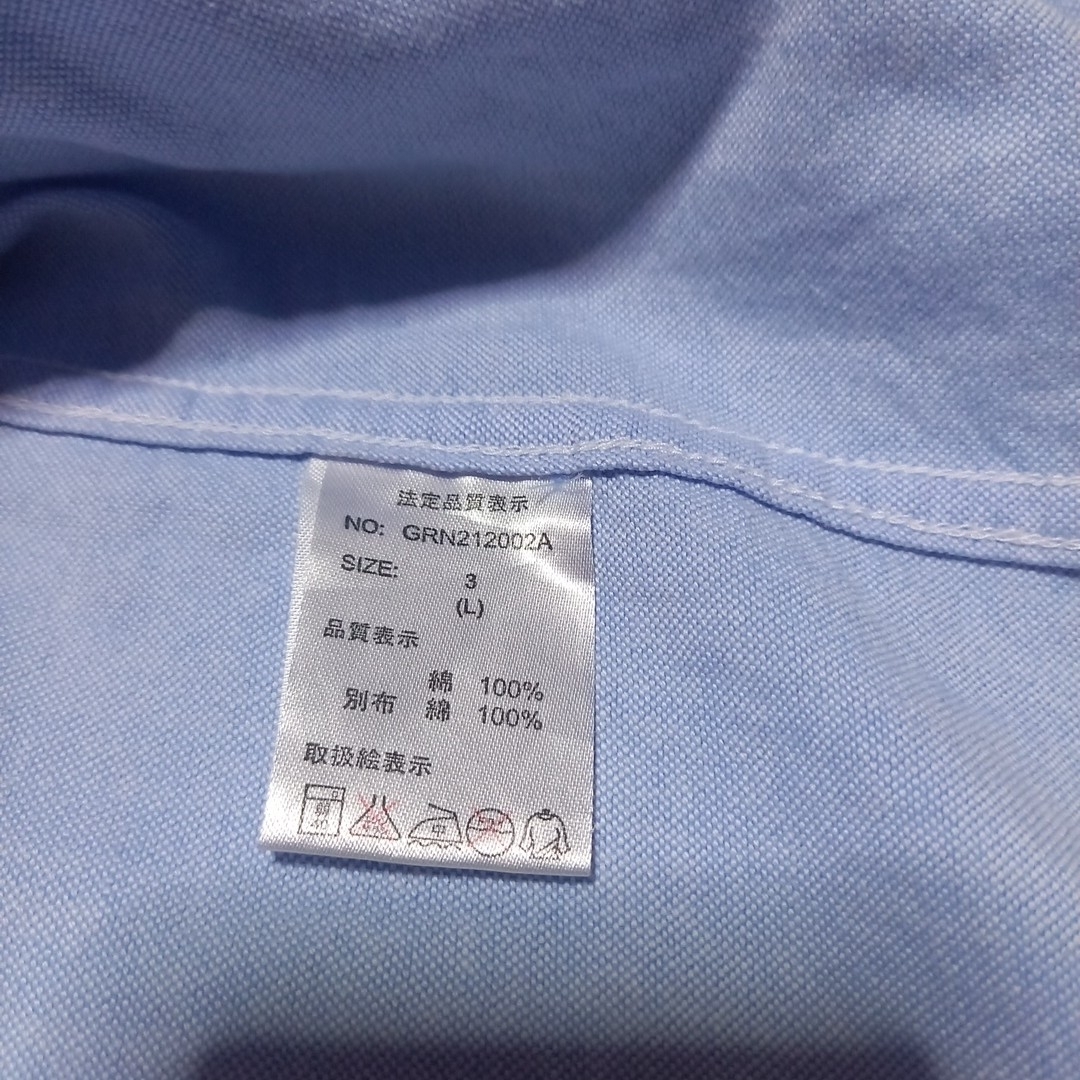 法定品質表示
NO: GRN212002A
SIZE: 3
(L)
品質表示
綿 100%
別布 綿 100%
取扱絵表示
中